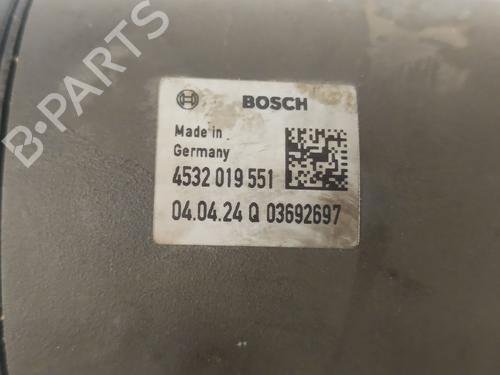 BOSCH
Made in
Germany
4532 019 551
04.04.24 Q 03692697
B-PARTS